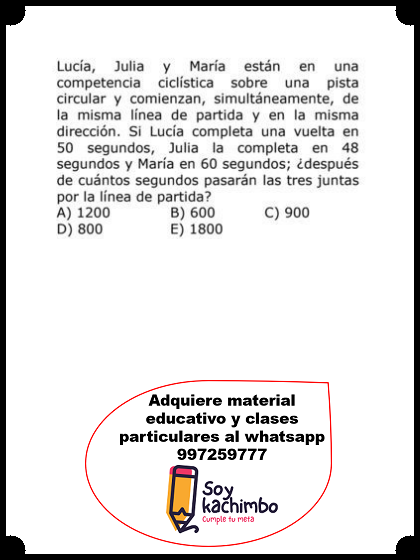 Lucía, Julia y María están en una
competencia ciclística sobre una pista
circular y comienzan, simultáneamente, de
la misma línea de partida y en la misma
dirección. Si Lucía completa una vuelta en
50 segundos, Julia la completa en 48
segundos y María en 60 segundos; ¿después
de cuántos segundos pasarán las tres juntas
por la línea de partida?
A) 1200 B) 600 C) 900
D) 800 E) 1800
Adquiere material
educativo y clases
particulares al whatsapp
997259777
Soy
kachimbo
Cumple tu meta